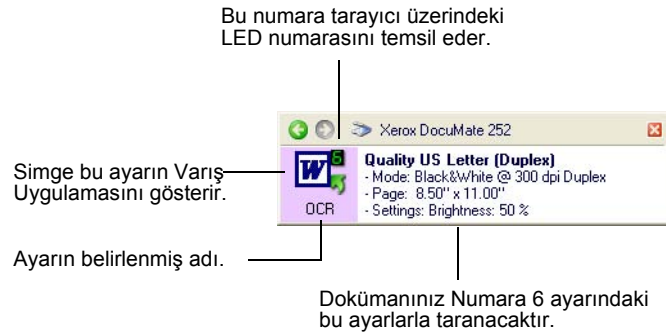 Bu numara tarayıcı üzerindeki
LED numarasını temsil eder.
Xerox DocuMate 252
6
Quality US Letter (Duplex)
- Mode: Black&White @ 300 dpi Duplex
- Page: 8.50" x 11.00"
- Settings: Brightness: 50 %
W
OCR
Simge bu ayarın Varış
Uygulamasını gösterir.
Ayarın belirlenmiş adı.
Dokümanınız Numara 6 ayarındaki
bu ayarlarla taranacaktır.